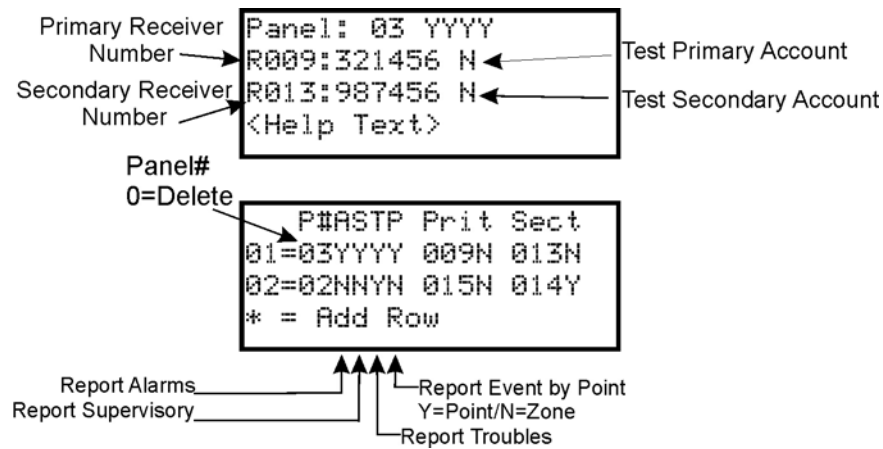 Primary Receiver
Number
Secondary Receiver
Number
Panel: 03 YYYY
R009:321456 N
R013:987456 N
<Help Text>
Test Primary Account
Test Secondary Account
Panel#
0=Delete
P#ASTP Prit Sect
01=03YYYY 009N 013N
02=02NNYN 015N 014Y
* = Add Row
Report Alarms
Report Supervisory
Report Event by Point
Y=Point/N=Zone
Report Troubles